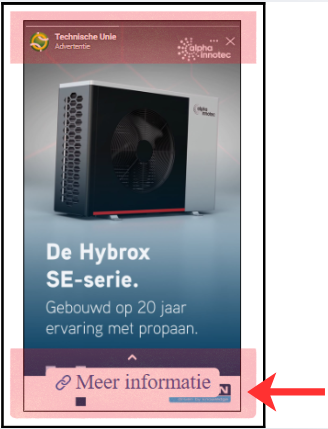 Technische Unie
Advertentie
alpha
innotec
alpha
innotec
De Hybrox
SE-serie.
Gebouwd op 20 jaar
ervaring met propaan.
Meer informatie